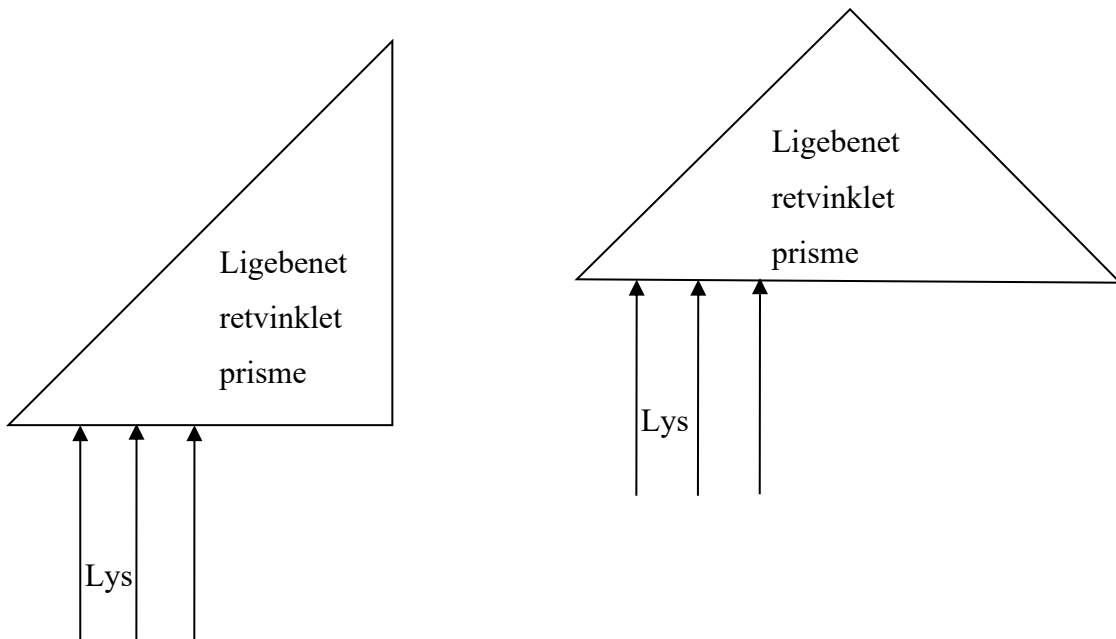 Ligebenet
retvinklet
prisme
Lys
Ligebenet
retvinklet
prisme
Lys